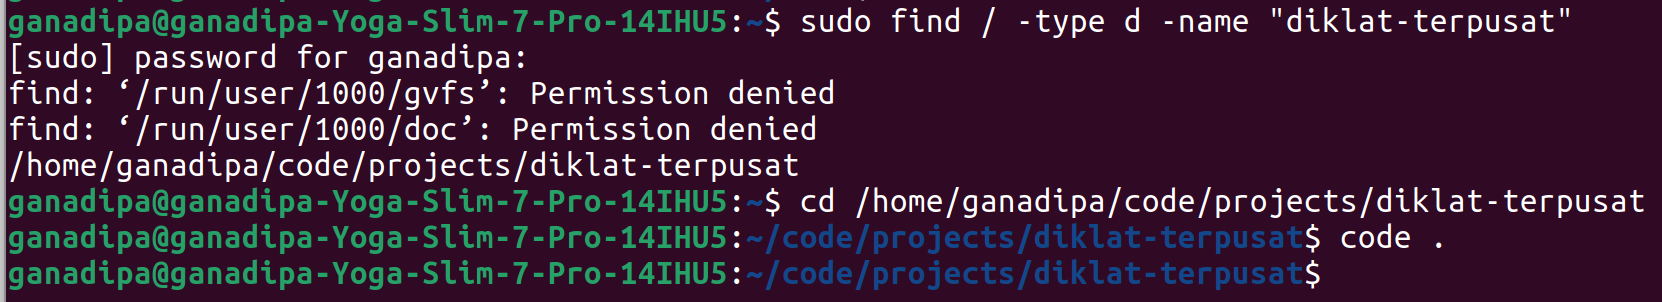 ganadipa@ganadipa-Yoga-Slim-7-Pro-14IHU5:~$ sudo find / -type d -name "diklat-terpusat"
[sudo] password for ganadipa:
find: ‘/run/user/1000/gvfs’: Permission denied
find: ‘/run/user/1000/doc’: Permission denied
/home/ganadipa/code/projects/diklat-terpusat
ganadipa@ganadipa-Yoga-Slim-7-Pro-14IHU5:~$ cd /home/ganadipa/code/projects/diklat-terpusat
ganadipa@ganadipa-Yoga-Slim-7-Pro-14IHU5:~/code/projects/diklat-terpusat$ code .
ganadipa@ganadipa-Yoga-Slim-7-Pro-14IHU5:~/code/projects/diklat-terpusat$